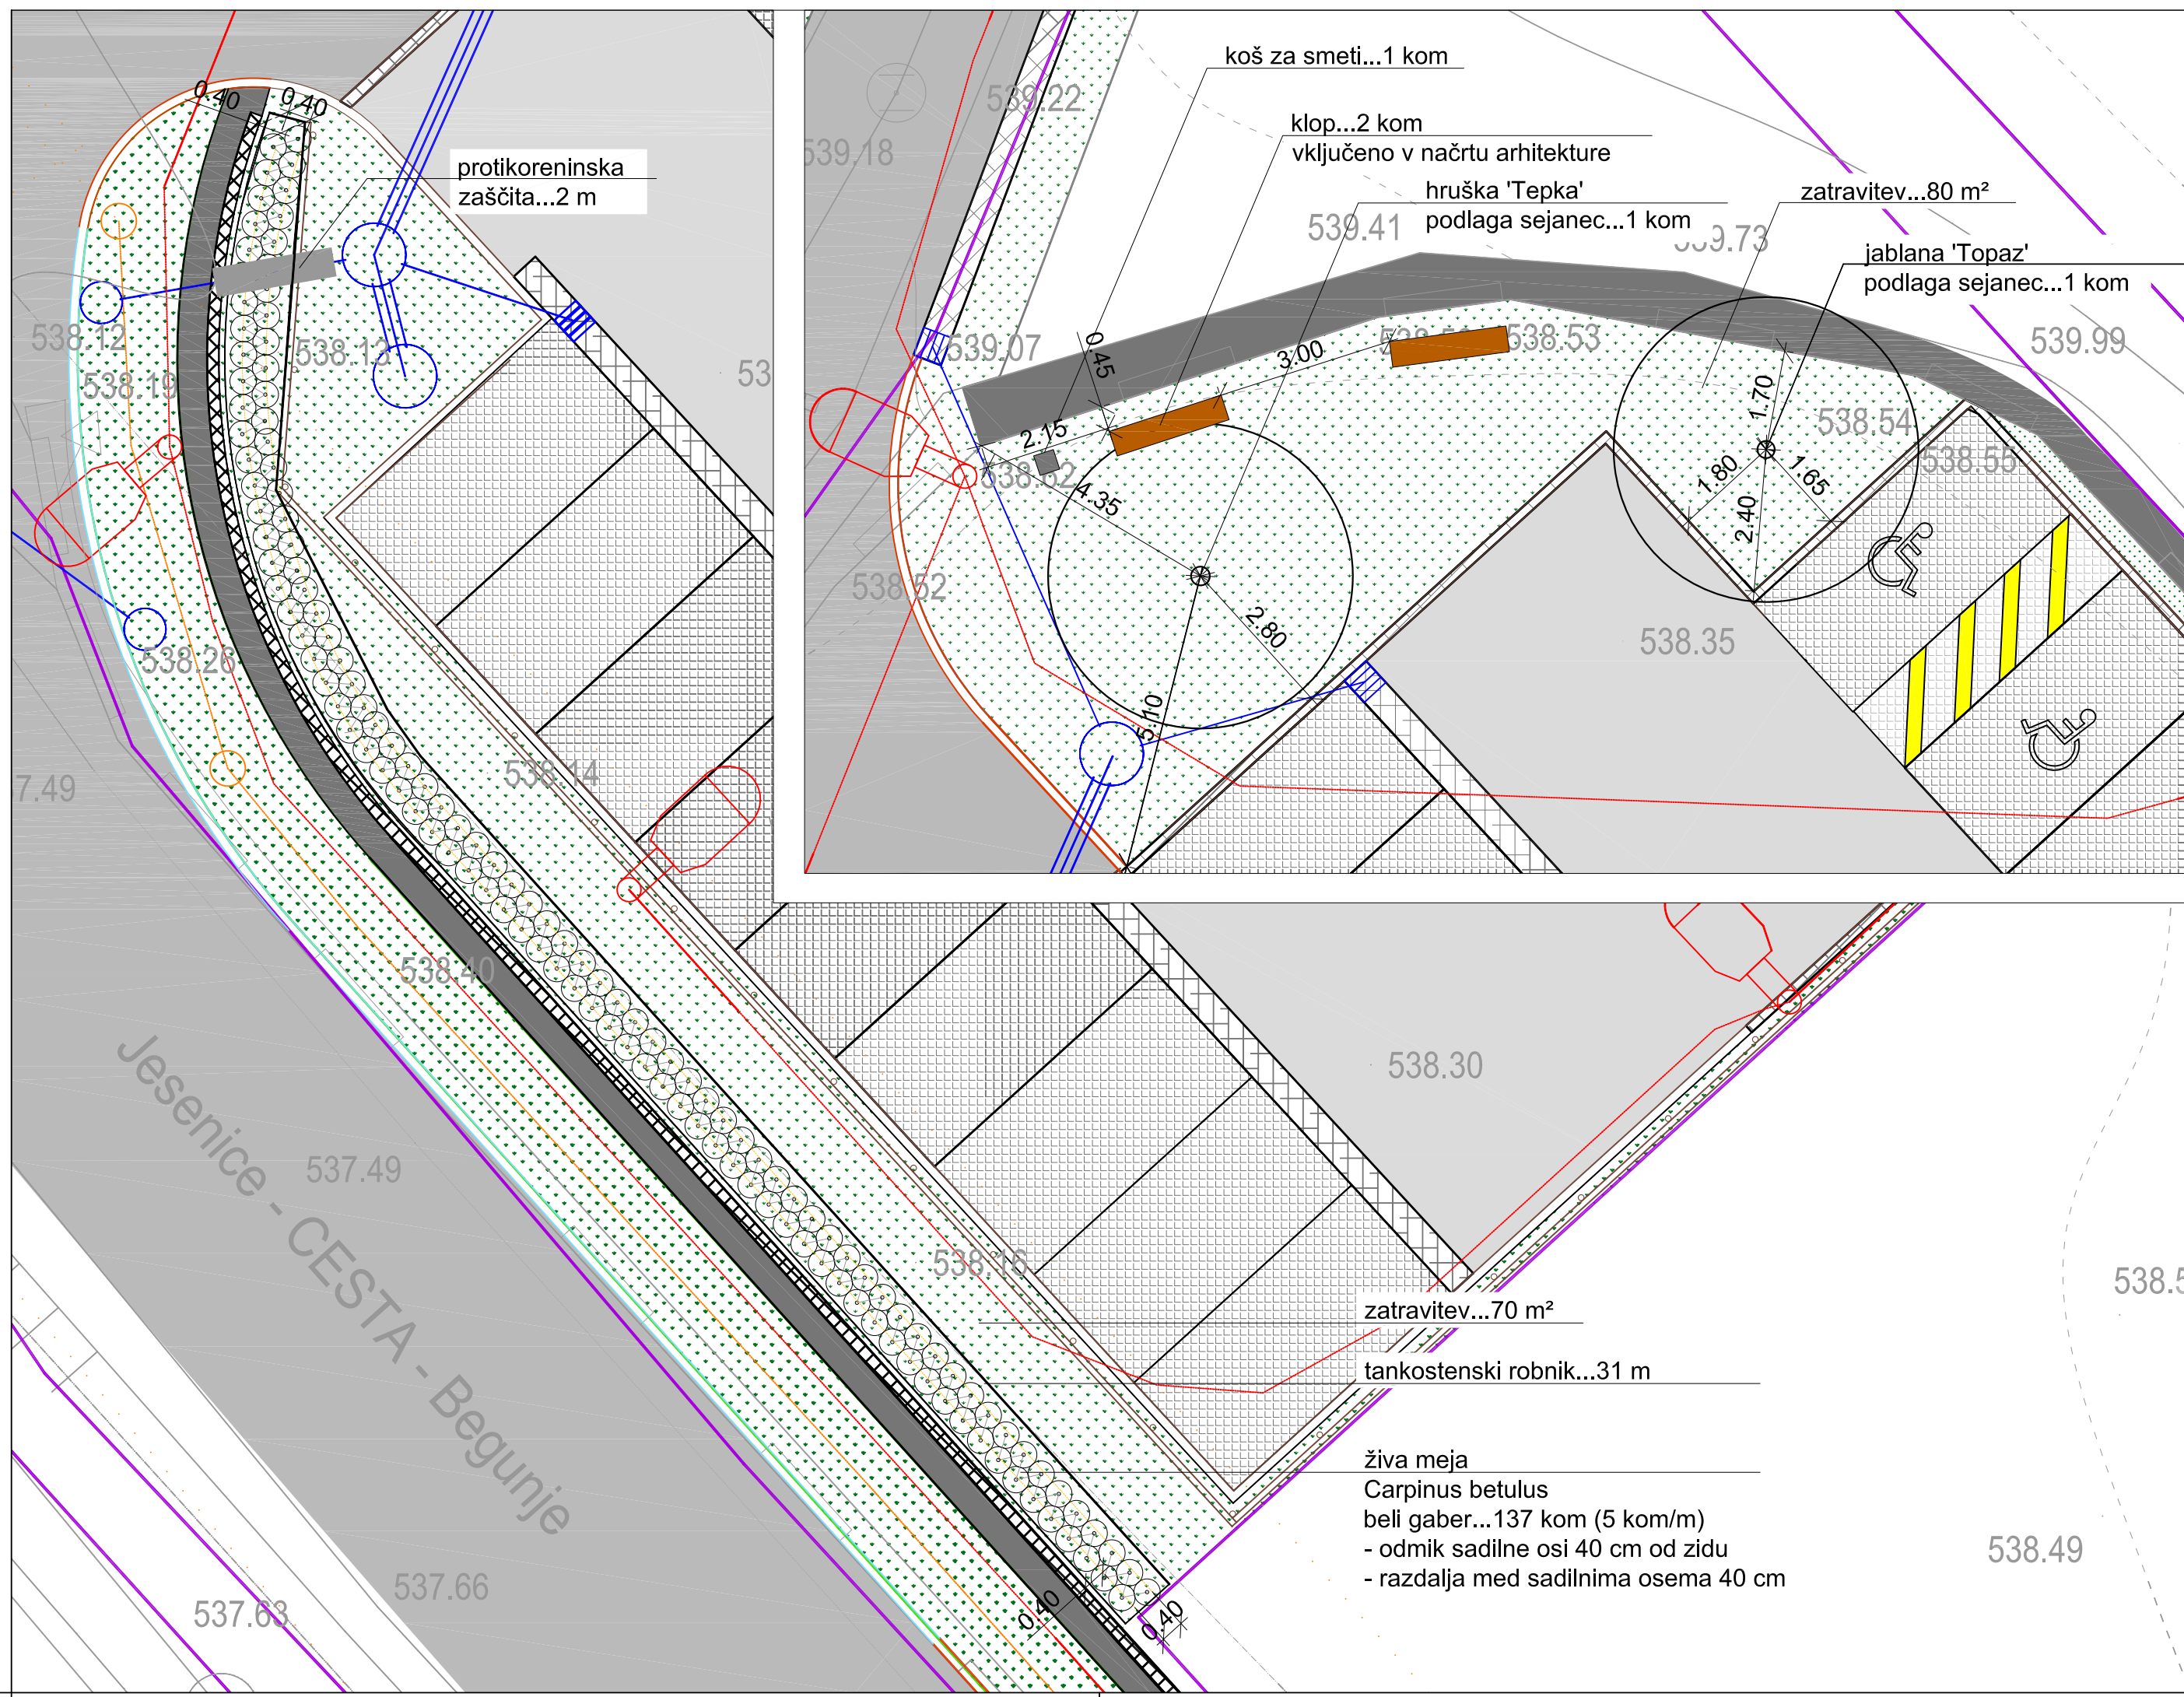 koš za smeti...1 kom
klop...2 kom
vključeno v načrtu arhitekture
hruška 'Tepka'
podlaga sejanec...1 kom
zatravitev...80 m²
jablana 'Topaz'
podlaga sejanec...1 kom
protikoreninska
zaščita...2 m
0.40
0.40
539.22
539.18
539.41
539.07
538.53
539.99
538.54
538.55
538.52
538.35
0.45
3.00
2.15
4.35
2.80
5.10
1.70
1.80
1.65
2.40
538.12
538.19
538.13
538.26
538.14
7.49
538.40
537.49
538.30
538.16
Jesenice - CESTA - Begunje
zatravitev...70 m²
tankostenski robnik...31 m
živa meja
Carpinus betulus
beli gaber...137 kom (5 kom/m)
- odmik sadilne osi 40 cm od zidu
- razdalja med sadilnima osema 40 cm
538.49
537.66
537.63
0.40
0.40